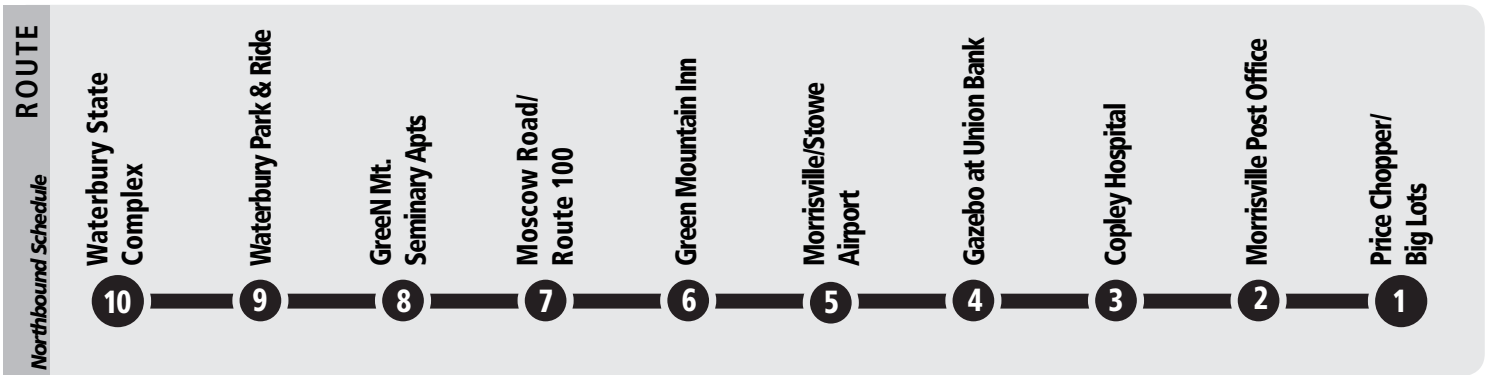 ROUTE
Northbound Schedule
Waterbury State
Complex
Waterbury Park & Ride
GreeN Mt.
Seminary Apts
Moscow Road/
Route 100
Green Mountain Inn
Morrisville/Stowe
Airport
Gazebo at Union Bank
Copley Hospital
Morrisville Post Office
Price Chopper/
Big Lots
10 9 8 7 6 5 4 3 2 1